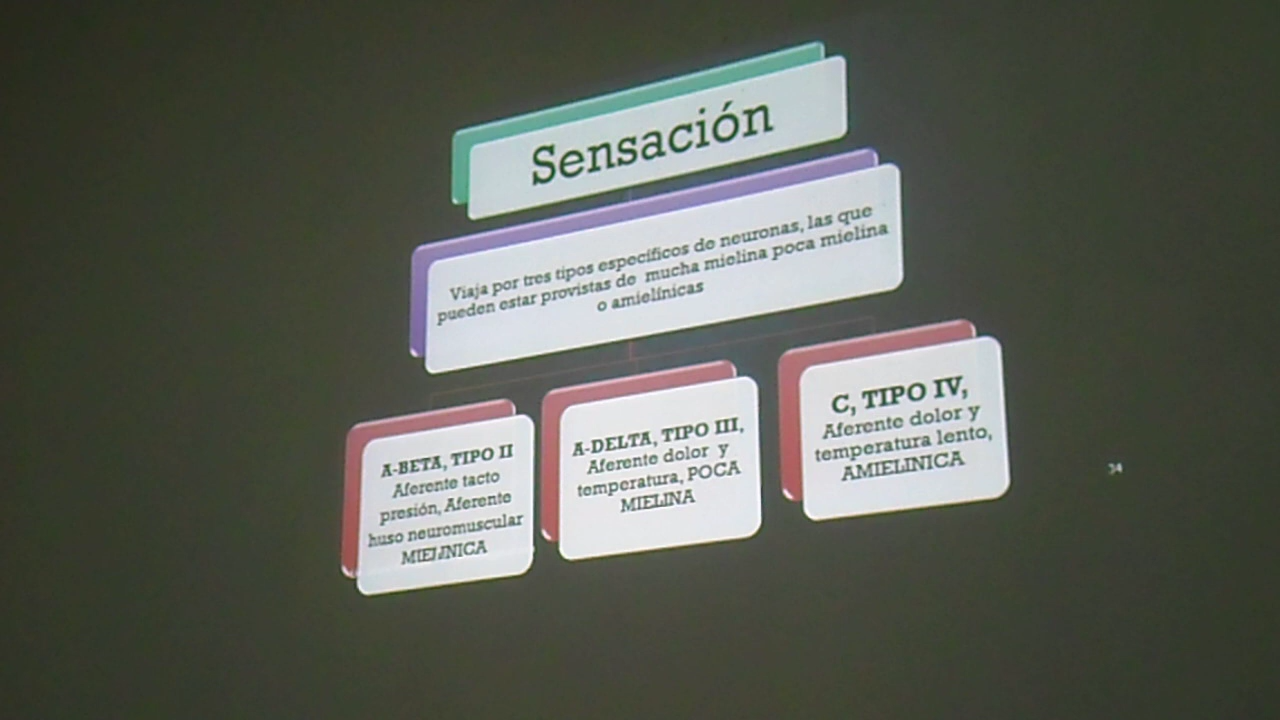 Sensación
Viaja por tres tipos específicos de neuronas, las que
pueden estar provistas de mucha mielina poca mielina
o amielínicas
A-BETA, TIPO II
Aferente tacto
presión, Aferente
huso neuromuscular
MIELINICA
A-DELTA, TIPO III,
Aferente dolor y
temperatura, POCA
MIELINA
C, TIPO IV,
Aferente dolor y
temperatura lento,
AMIELINICA
34